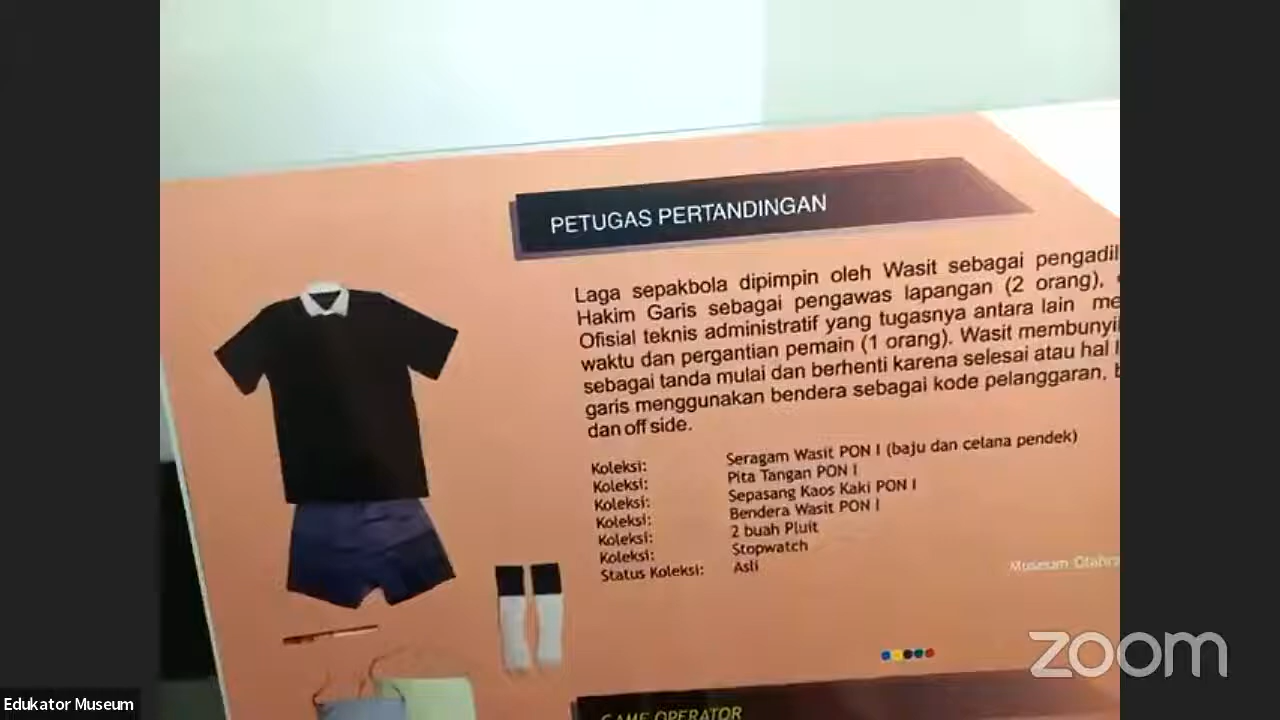 PETUGAS PERTANDINGAN
Laga sepakbola dipimpin oleh Wasit sebagai pengadil
Hakim Garis sebagai pengawas lapangan (2 orang),
Ofisial teknis administratif yang tugasnya antara lain me
waktu dan pergantian pemain (1 orang). Wasit membunyi
sebagai tanda mulai dan berhenti karena selesai atau hal
garis menggunakan bendera sebagai kode pelanggaran,
dan off side.
Koleksi: Seragam Wasit PON I (baju dan celana pendek)
Koleksi: Pita Tangan PON I
Koleksi: Sepasang Kaos Kaki PON I
Koleksi: Bendera Wasit PON I
Koleksi: 2 buah Pluit
Koleksi: Stopwatch
Status Koleksi: Asli
Museum Olahra
GAME OPERATOR
zoom
Edukator Museum